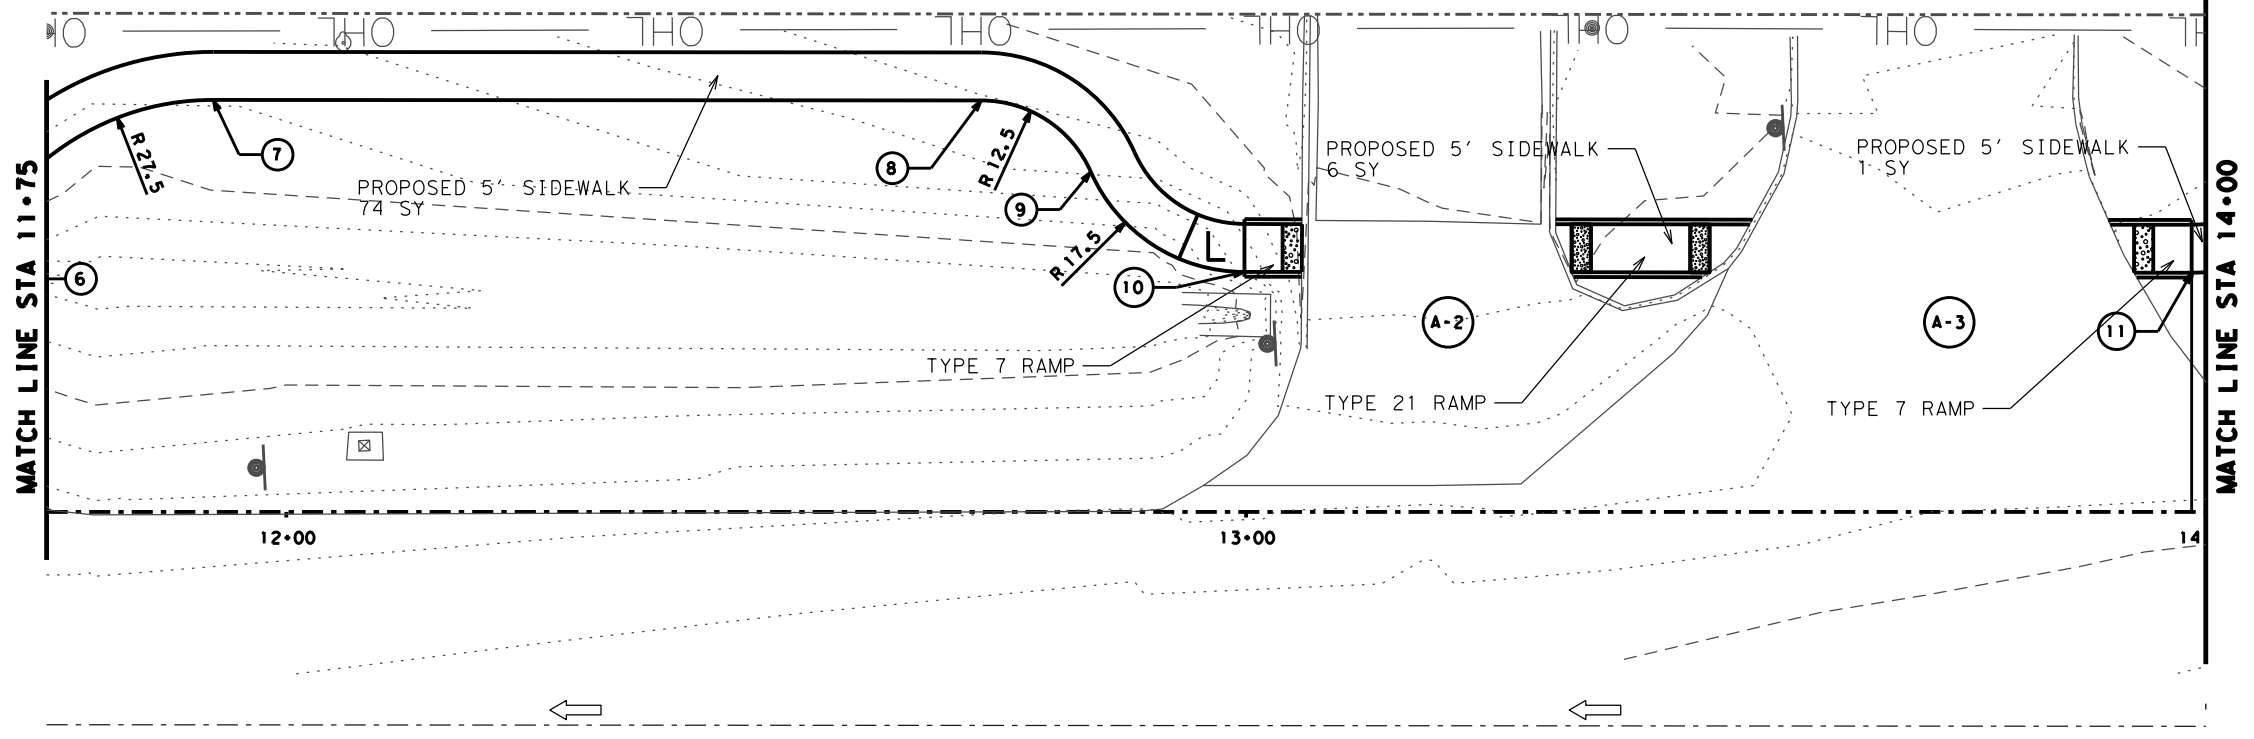 OHL
OHL
OHL
OHL
OHL
OHL
MATCH LINE STA 11+75
R 27.5
7
8
R 12.5
9
R 17.5
10
6
L
PROPOSED 5' SIDEWALK
74 SY
PROPOSED 5' SIDEWALK
6 SY
PROPOSED 5' SIDEWALK
1 SY
TYPE 7 RAMP
A-2
TYPE 21 RAMP
A-3
TYPE 7 RAMP
11
MATCH LINE STA 14+00
12+00
13+00
14